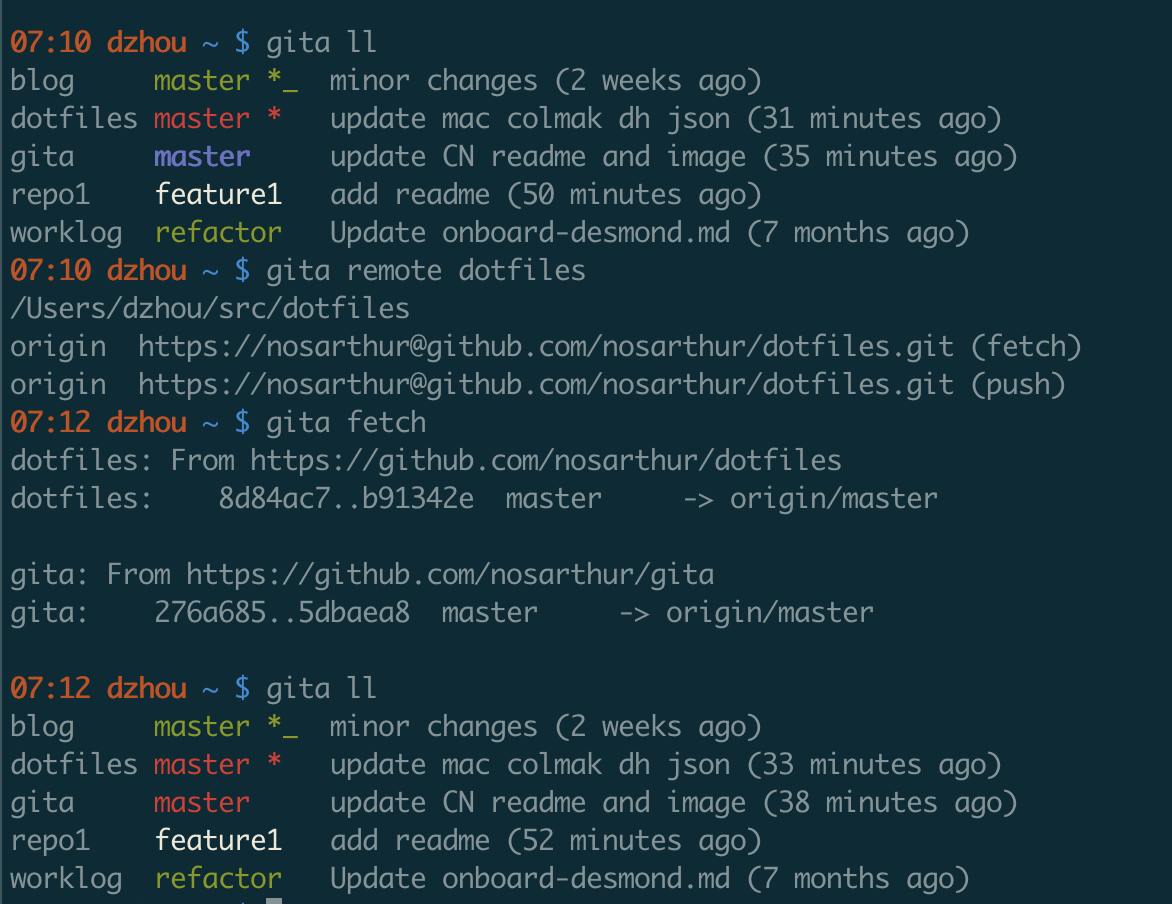 07:10 dzhou ~ $ gita ll
blog     master *_  minor changes (2 weeks ago)
dotfiles master *   update mac colmak dh json (31 minutes ago)
gita     master     update CN readme and image (35 minutes ago)
repo1    feature1   add readme (50 minutes ago)
worklog  refactor   Update onboard-desmond.md (7 months ago)
07:10 dzhou ~ $ gita remote dotfiles
/Users/dzhou/src/dotfiles
origin  https://nosarthur@github.com/nosarthur/dotfiles.git (fetch)
origin  https://nosarthur@github.com/nosarthur/dotfiles.git (push)
07:12 dzhou ~ $ gita fetch
dotfiles: From https://github.com/nosarthur/dotfiles
dotfiles:    8d84ac7..b91342e  master     -> origin/master
gita: From https://github.com/nosarthur/gita
gita:    276a685..5dbaea8  master     -> origin/master
07:12 dzhou ~ $ gita ll
blog     master *_  minor changes (2 weeks ago)
dotfiles master *   update mac colmak dh json (33 minutes ago)
gita     master     update CN readme and image (38 minutes ago)
repo1    feature1   add readme (52 minutes ago)
worklog  refactor   Update onboard-desmond.md (7 months ago)